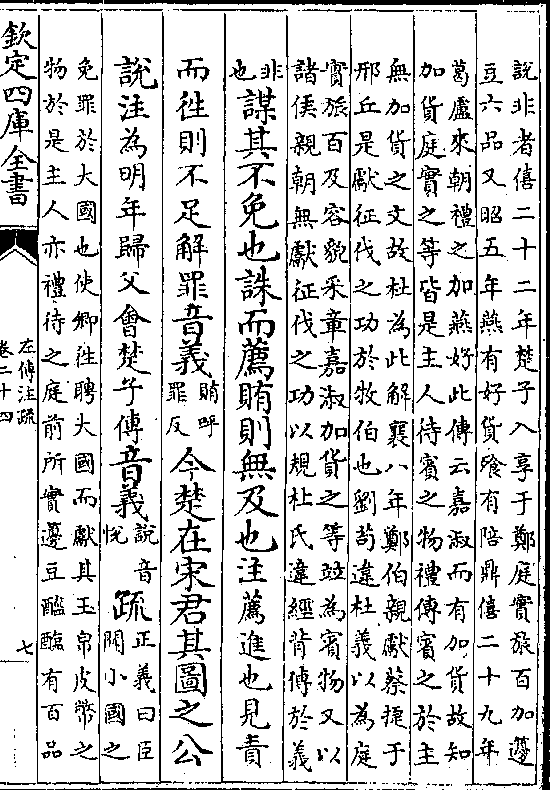 說非者僖二十二年楚子入享于鄭庭實旅百加籩
豆六品又昭五年燕有好貨飱有陪鼎僖二十九年
葛盧來朝禮之加燕好此傳云嘉淑而有加貨故知
加貨庭實之等皆是主人待賓之物禮傳賓之於主
無加貨之文故杜為此解襄八年鄭伯親獻蔡捷于
邢丘是獻征伐之功於牧伯也劉苟違杜義以為庭
實旅百及容貌采章嘉淑加貨之等竝為賓物又以
諸侯親朝無獻征伐之功以規杜氏違經背傳於義
非也謀其不免也誅而薦賄則無及也注薦進也見責
而往則不足解罪音義賄呼罪反今楚在宋君其圖之公
說注為明年歸父會楚子傳音義說音悅疏正義曰臣聞小國之
免罪於大國也使卿往聘大國而獻其玉帛皮幣之
物於是主人亦禮待之庭前所實籩豆醯醢有百品
欽定四庫全書
左傳注疏
卷二十四
七